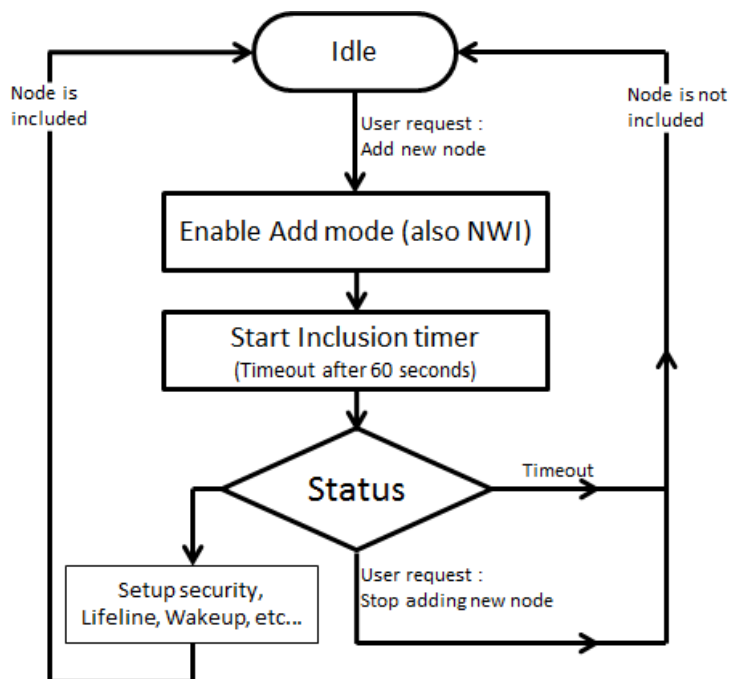 Idle
Node is
included
Node is not
included
User request :
Add new node
Enable Add mode (also NWI)
Start Inclusion timer
(Timeout after 60 seconds)
Status
Timeout
Setup security,
Lifeline, Wakeup, etc...
User request :
Stop adding new node